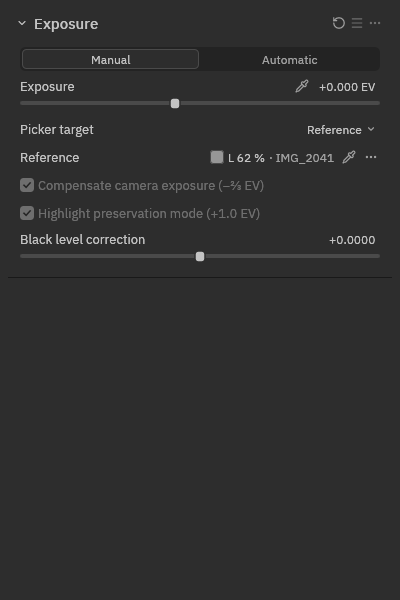 Exposure
Manual Automatic
Exposure +0.000 EV
Picker target Reference
Reference L 62 % · IMG_2041
Compensate camera exposure (−⅔ EV)
Highlight preservation mode (+1.0 EV)
Black level correction +0.0000